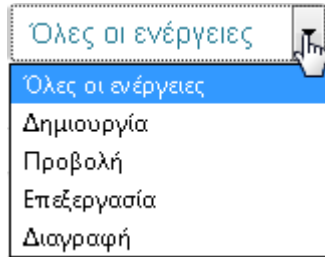 Όλες οι ενέργειες
Όλες οι ενέργειες
Δημιουργία
Προβολή
Επεξεργασία
Διαγραφή